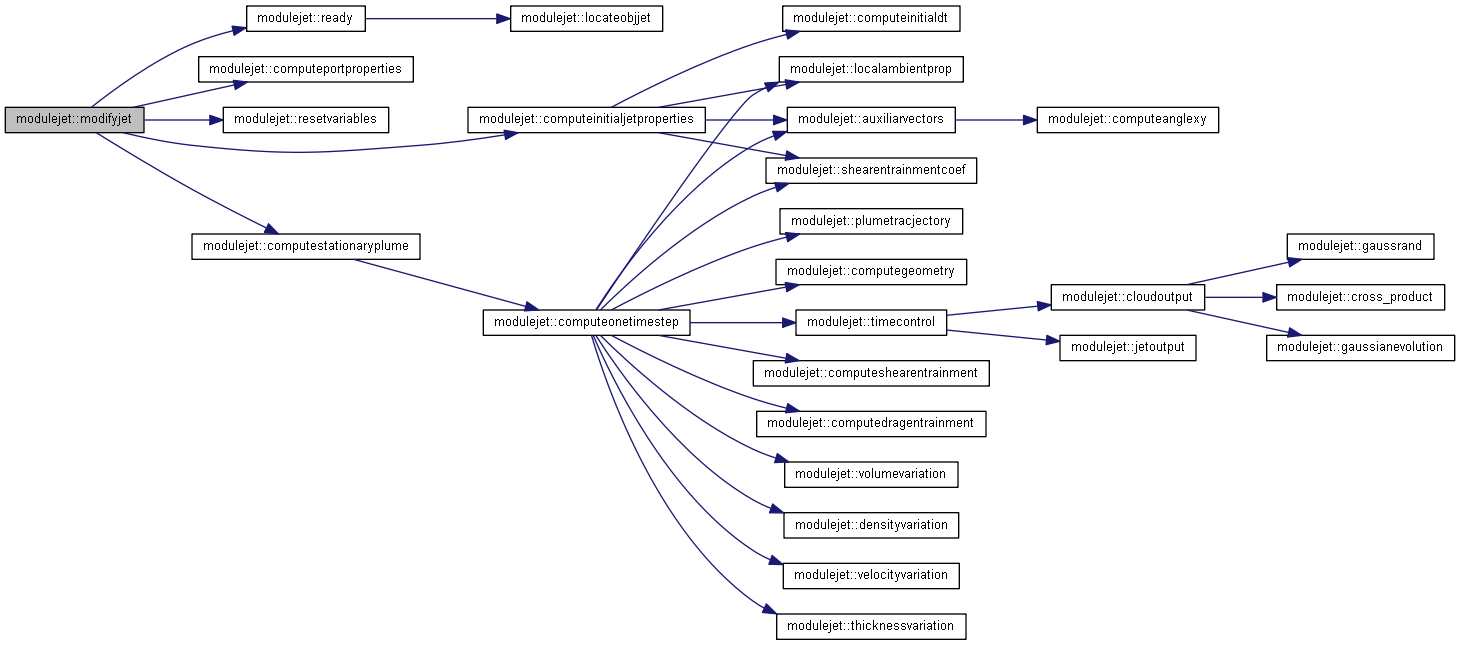 modulejet::modifyjet
modulejet::ready
modulejet::locateobjjet
modulejet::computeportproperties
modulejet::resetvariables
modulejet::computeinitialjetproperties
modulejet::computeinitialdt
modulejet::localambientprop
modulejet::auxiliarvectors
modulejet::computeanglexy
modulejet::shearentrainmentcoef
modulejet::computestationaryplume
modulejet::computeonetimestep
modulejet::plumetracjectory
modulejet::computegeometry
modulejet::timecontrol
modulejet::cloudoutput
modulejet::gaussrand
modulejet::cross_product
modulejet::gaussianevolution
modulejet::jetoutput
modulejet::computeshearentrainment
modulejet::computedragentrainment
modulejet::volumevariation
modulejet::densityvariation
modulejet::velocityvariation
modulejet::thicknessvariation